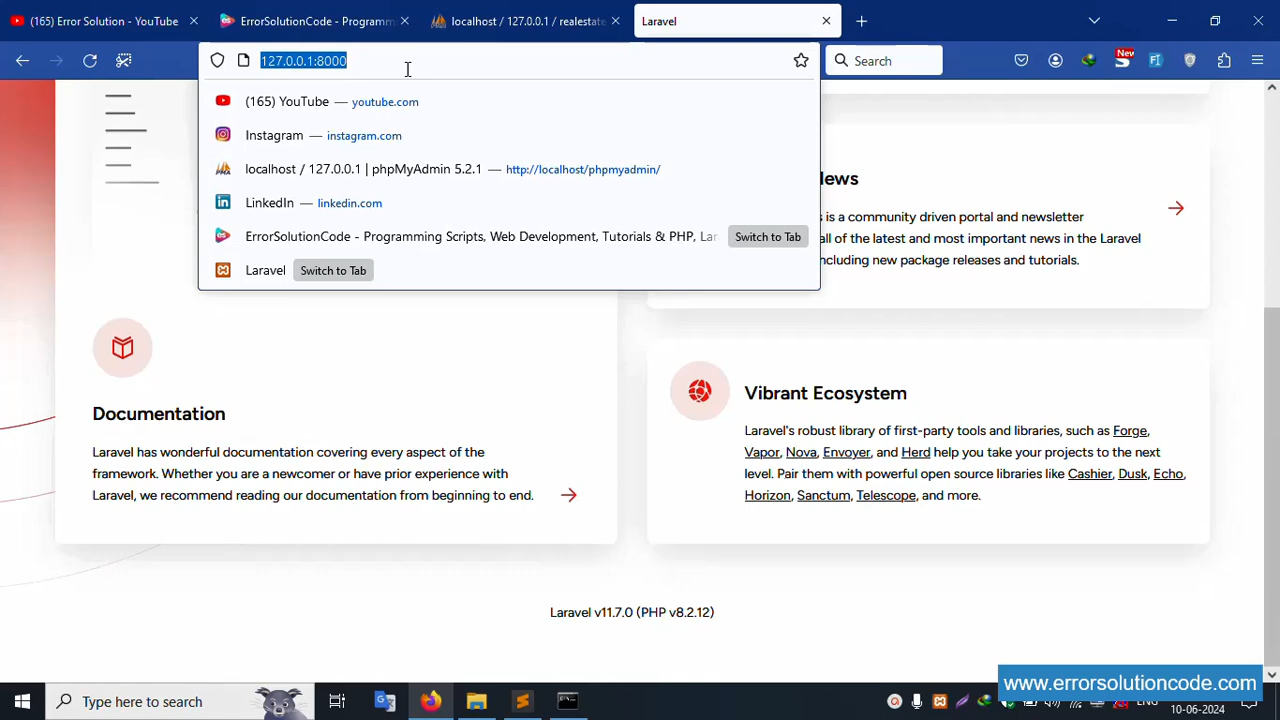 (165) Error Solution - YouTube
ErrorSolutionCode - Programm
localhost / 127.0.0.1 / realestate
Laravel
127.0.0.1:8000
Search
New
(165) YouTube — youtube.com
Instagram — instagram.com
localhost / 127.0.0.1 | phpMyAdmin 5.2.1 — http://localhost/phpmyadmin/
LinkedIn — linkedin.com
ErrorSolutionCode - Programming Scripts, Web Development, Tutorials & PHP, Lar
Switch to Tab
Laravel
Switch to Tab
News
s is a community driven portal and newsletter
all of the latest and most important news in the Laravel
including new package releases and tutorials.
Documentation
Laravel has wonderful documentation covering every aspect of the
framework. Whether you are a newcomer or have prior experience with
Laravel, we recommend reading our documentation from beginning to end.
Vibrant Ecosystem
Laravel's robust library of first-party tools and libraries, such as Forge,
Vapor, Nova, Envoyer, and Herd help you take your projects to the next
level. Pair them with powerful open source libraries like Cashier, Dusk, Echo,
Horizon, Sanctum, Telescope, and more.
Laravel v11.7.0 (PHP v8.2.12)
www.errorsolutioncode.com
Type here to search
10-06-2024